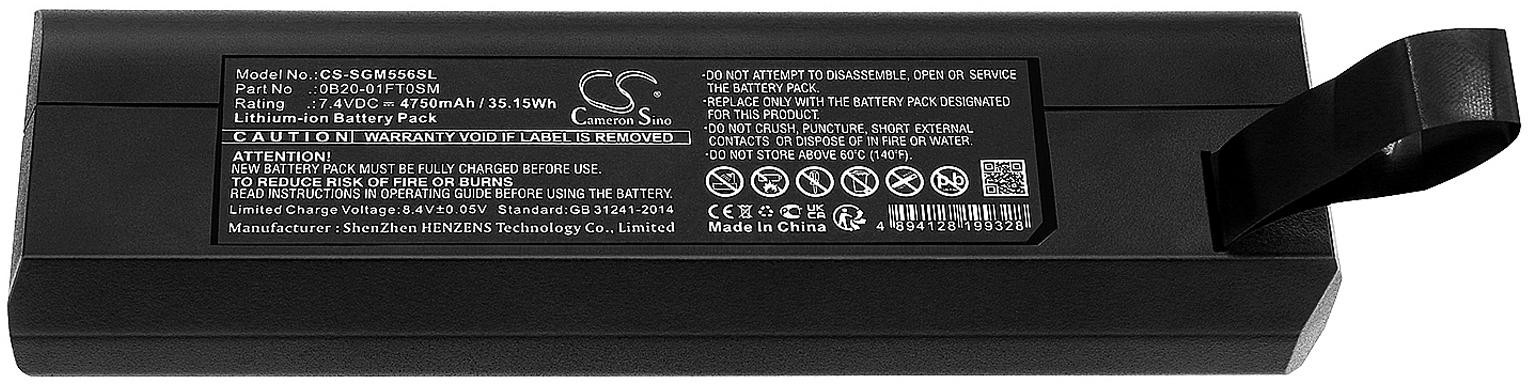 Model No.:CS-SGM556SL
Part No .:0B20-01FT0SM
Rating .:7.4VDC⎓ 4750mAh / 35.15Wh
Lithium-ion Battery Pack
CS
Cameron Sino
CAUTION WARRANTY VOID IF LABEL IS REMOVED
ATTENTION!
NEW BATTERY PACK MUST BE FULLY CHARGED BEFORE USE.
TO REDUCE RISK OF FIRE OR BURNS
READ INSTRUCTIONS IN OPERATING GUIDE BEFORE USING THE BATTERY.
Limited Charge Voltage:8.4V±0.05V Standard:GB 31241-2014
Manufacturer : ShenZhen HENZENS Technology Co., Limited
·DO NOT ATTEMPT TO DISASSEMBLE, OPEN OR SERVICE
THE BATTERY PACK.
·REPLACE ONLY WITH THE BATTERY PACK DESIGNATED
FOR THIS PRODUCT.
·DO NOT CRUSH, PUNCTURE, SHORT EXTERNAL
CONTACTS OR DISPOSE OF IN FIRE OR WATER.
·DO NOT STORE ABOVE 60°C (140°F).
Pb
CE UK CA
Made in China
4 894128 199328